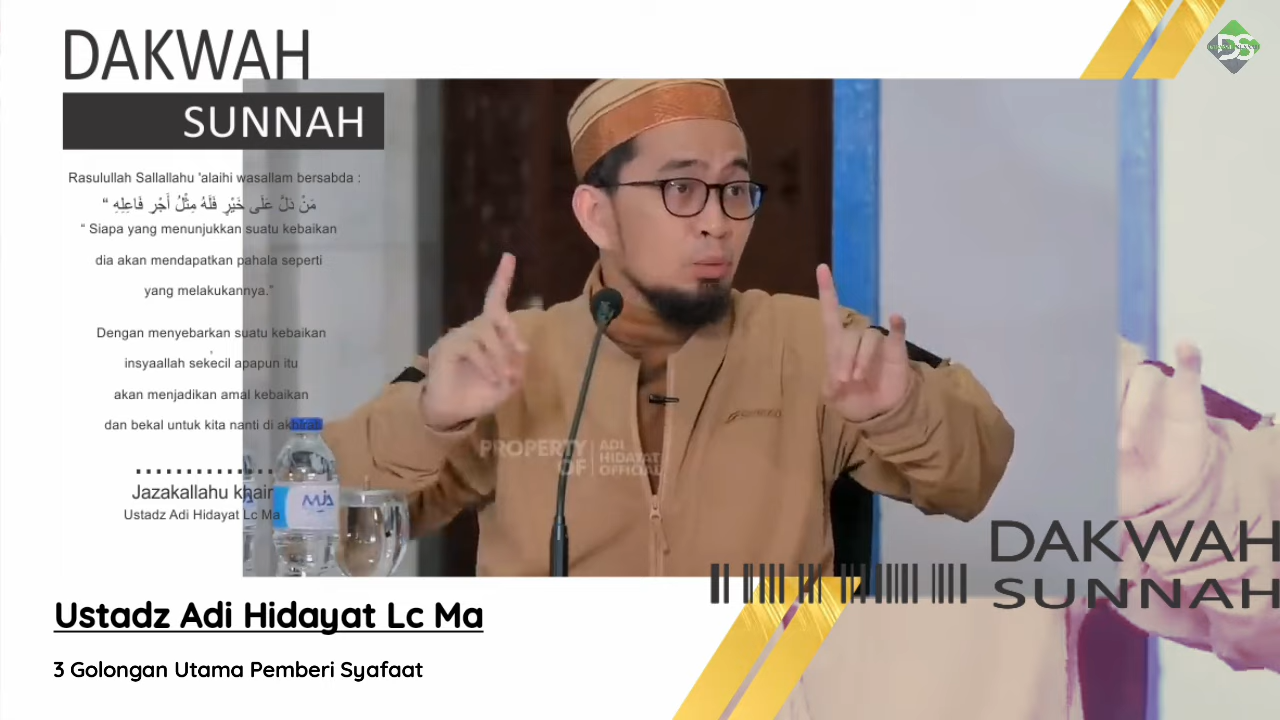 DAKWAH
SUNNAH
Rasulullah Sallallahu 'alaihi wasallam bersabda :
مَنْ دَلَّ عَلَى خَيْرٍ فَلَهُ مِثْلُ أَجْرِ فَاعِلِهِ “
“ Siapa yang menunjukkan suatu kebaikan
dia akan mendapatkan pahala seperti
yang melakukannya.”
Dengan menyebarkan suatu kebaikan
,
insyaallah sekecil apapun itu
akan menjadikan amal kebaikan
dan bekal untuk kita nanti di akhirat
..............
Jazakallahu khair
Ustadz Adi Hidayat Lc Ma
PROPERTY OF
ADI HIDAYAT OFFICIAL
DAKWAH
SUNNAH
Ustadz Adi Hidayat Lc Ma
3 Golongan Utama Pemberi Syafaat
DS